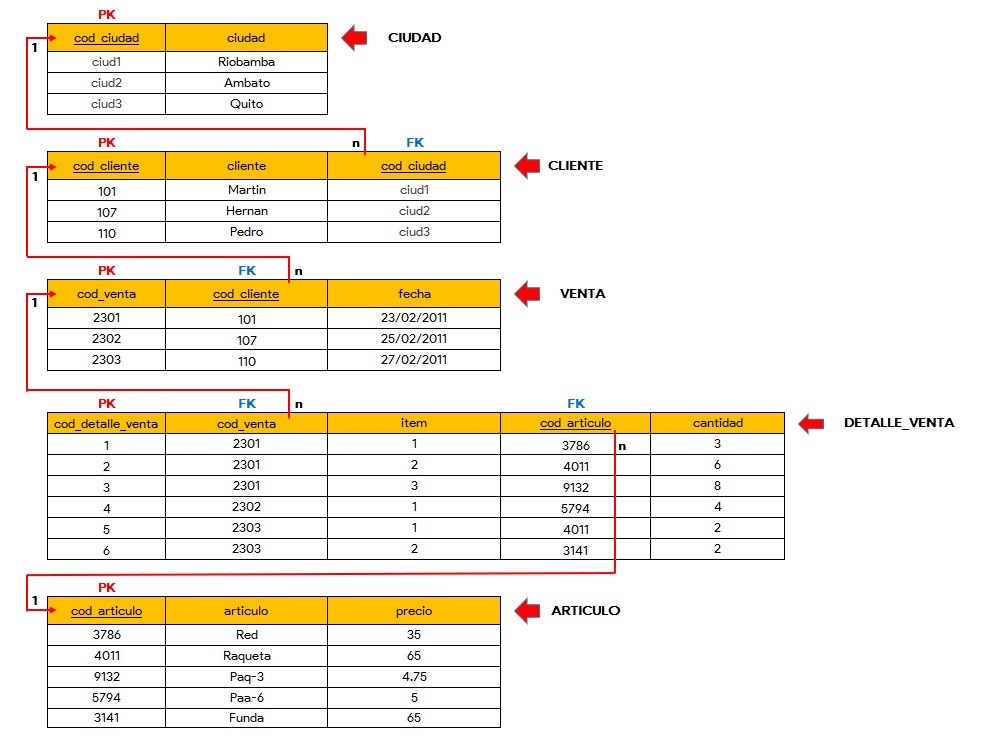 PK
cod_ciudad ciudad CIUDAD
1
ciud1 Riobamba
ciud2 Ambato
ciud3 Quito
PK n FK
cod_cliente cliente cod_ciudad CLIENTE
1
101 Martin ciud1
107 Hernan ciud2
110 Pedro ciud3
PK FK n
cod_venta cod_cliente fecha VENTA
1
2301 101 23/02/2011
2302 107 25/02/2011
2303 110 27/02/2011
PK FK n FK
cod_detalle_venta cod_venta item cod_articulo cantidad DETALLE_VENTA
1 2301 1 3786 n 3
2 2301 2 4011 6
3 2301 3 9132 8
4 2302 1 5794 4
5 2303 1 4011 2
6 2303 2 3141 2
PK
1 cod_articulo articulo precio ARTICULO
3786 Red 35
4011 Raqueta 65
9132 Paq-3 4.75
5794 Paa-6 5
3141 Funda 65